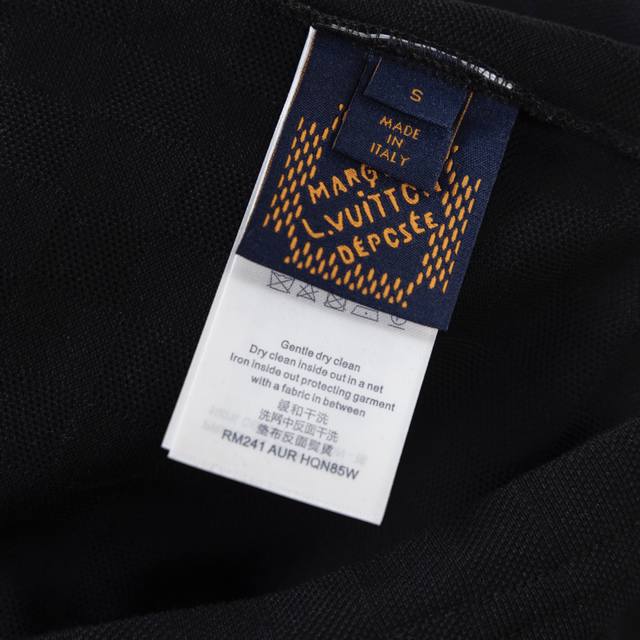 S
MADE
IN
ITALY
MARQ
L.VUITTO
DÉPOSÉE
Gentle dry clean
Dry clean inside out in a net
Iron inside out protecting garment
with a fabric in between
缓和干洗
洗网中反面干洗
垫布反面熨烫
RM241 AUR HQN85W